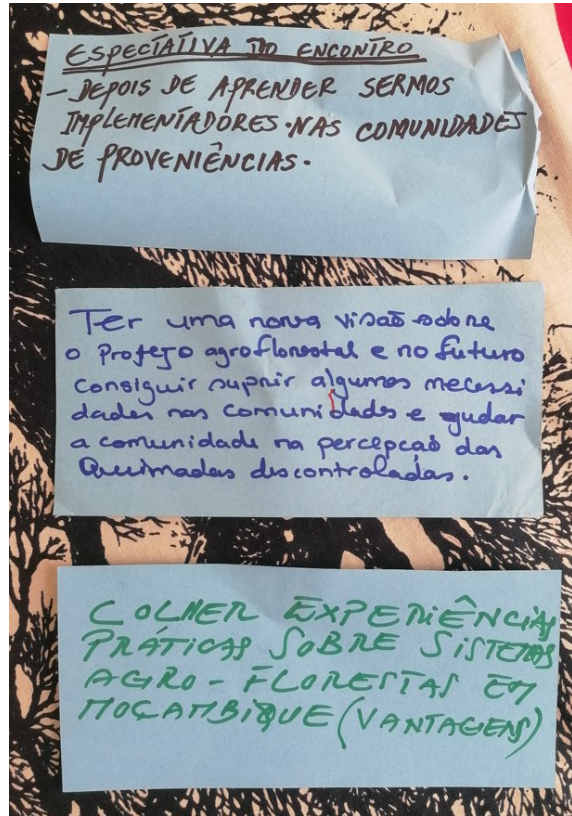 ESPECTATIVA DO ENCONTRO
- DEPOIS DE APRENDER SERMOS
IMPLEMENTADORES NAS COMUNIDADES
DE PROVENIÊNCIAS.
Ter uma nova visão sobre
o Projeto agroflorestal e no futuro
consiguir suprir algumas necessi
dades nas comunidades e ajudar
a comunidade na percepção das
Queimadas discontroladas.
COLHER EXPERIÊNCIAS
PRÁTICAS SOBRE SISTEMAS
AGRO-FLORESTAS EM
MOÇAMBIQUE (VANTAGENS)